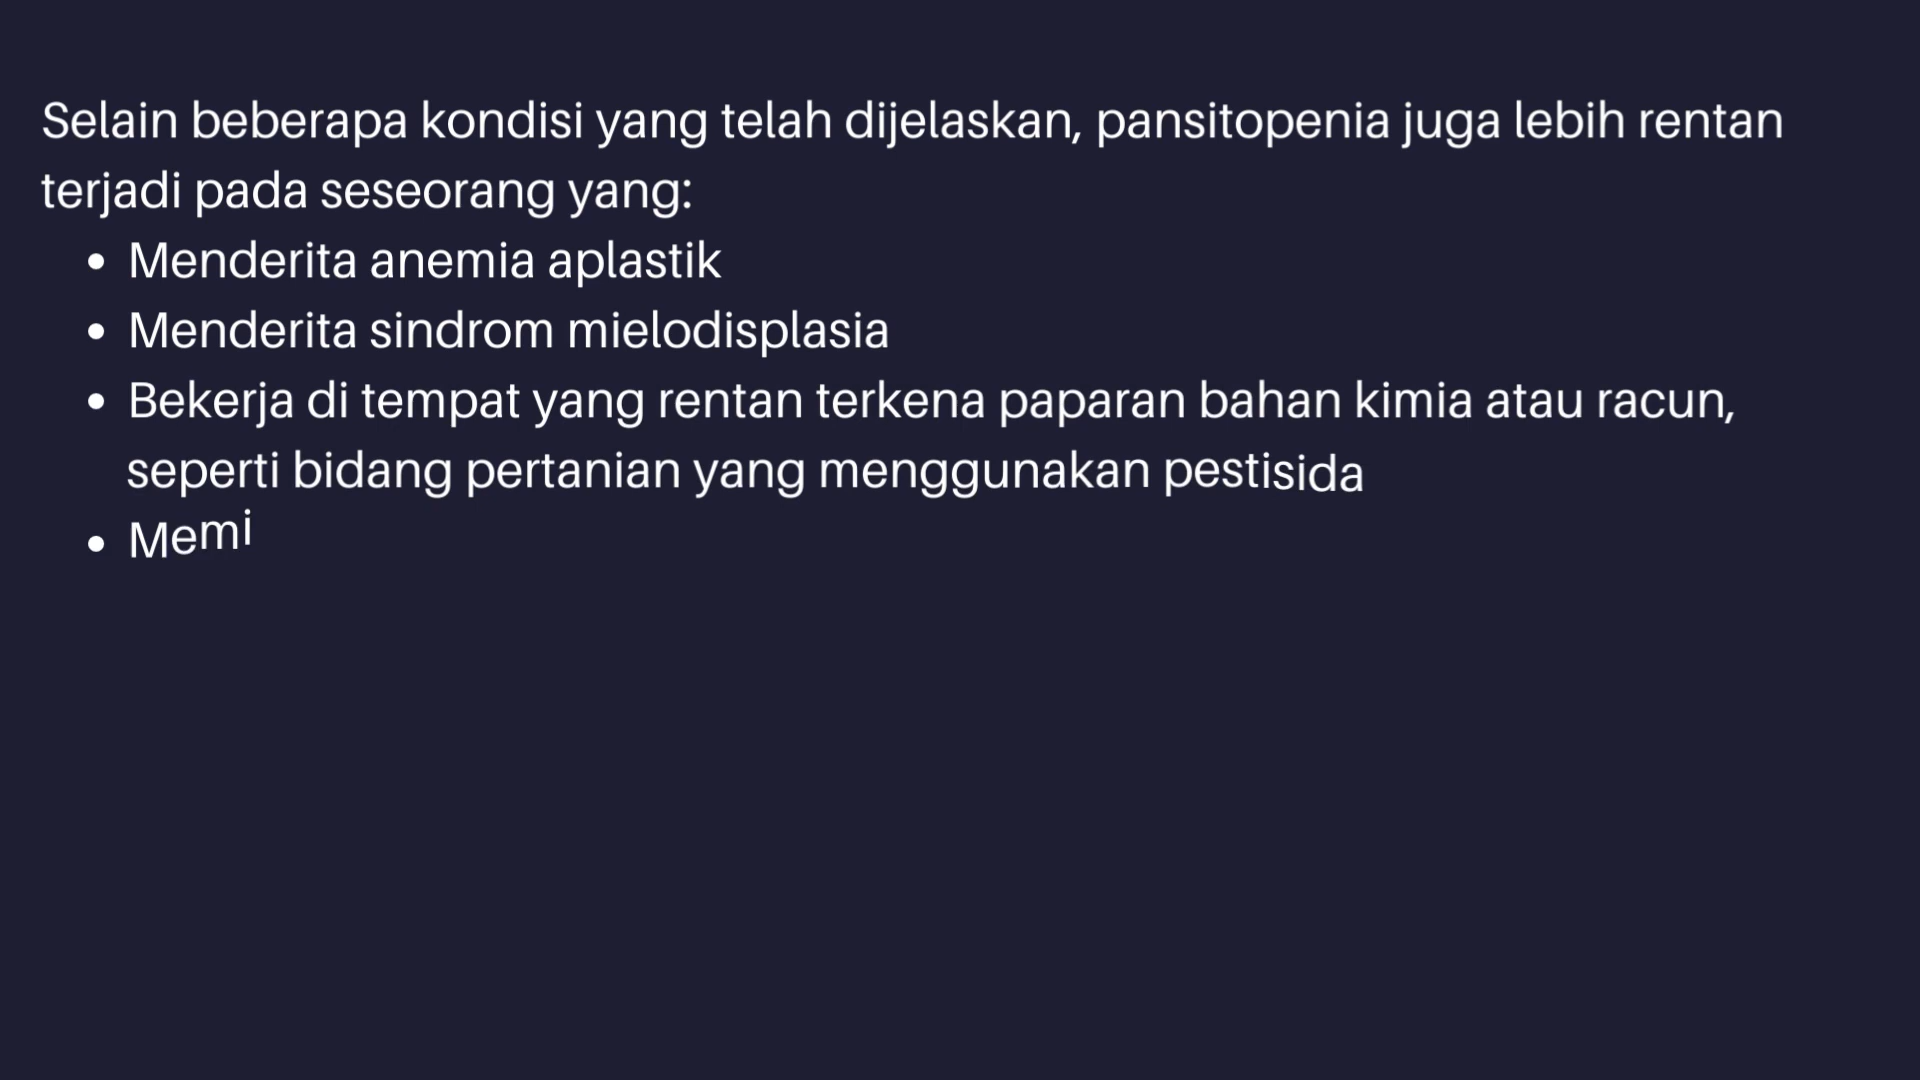 Selain beberapa kondisi yang telah dijelaskan, pansitopenia juga lebih rentan
terjadi pada seseorang yang:
• Menderita anemia aplastik
• Menderita sindrom mielodisplasia
• Bekerja di tempat yang rentan terkena paparan bahan kimia atau racun,
seperti bidang pertanian yang menggunakan pestisida
• Memi